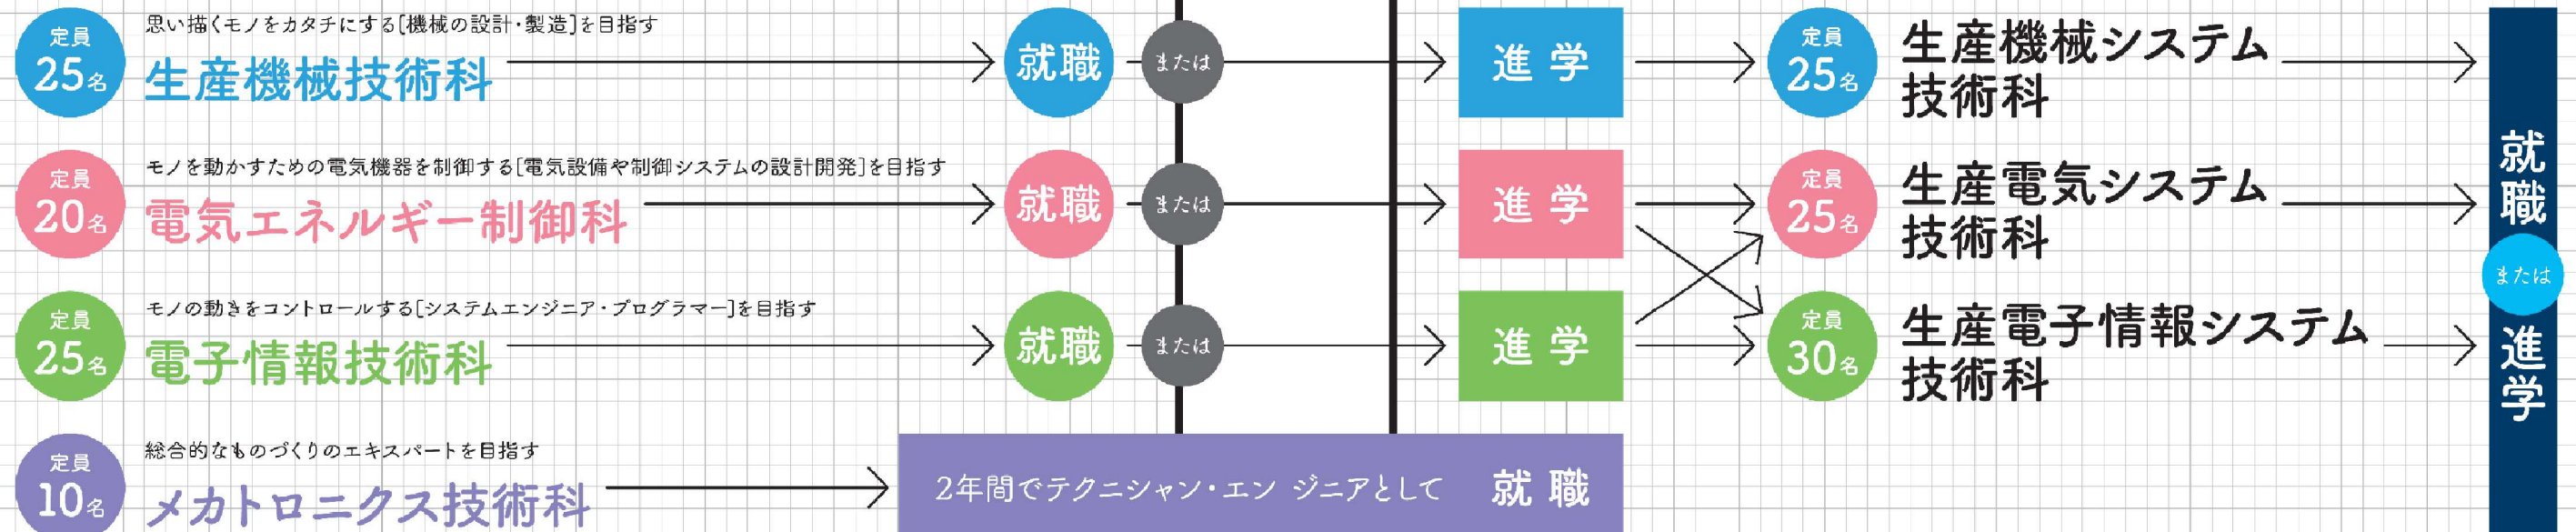 定員
25名
思い描くモノをカタチにする[機械の設計・製造]を目指す
生産機械技術科
就職
または
進学
定員
25名
生産機械システム
技術科
定員
20名
モノを動かすための電気機器を制御する[電気設備や制御システムの設計開発]を目指す
電気エネルギー制御科
就職
または
進学
定員
25名
生産電気システム
技術科
定員
25名
モノの動きをコントロールする[システムエンジニア・プログラマー]を目指す
電子情報技術科
就職
または
進学
定員
30名
生産電子情報システム
技術科
定員
10名
総合的なものづくりのエキスパートを目指す
メカトロニクス技術科
2年間でテクニシャン・エン ジニアとして 就職
就職
または
進学